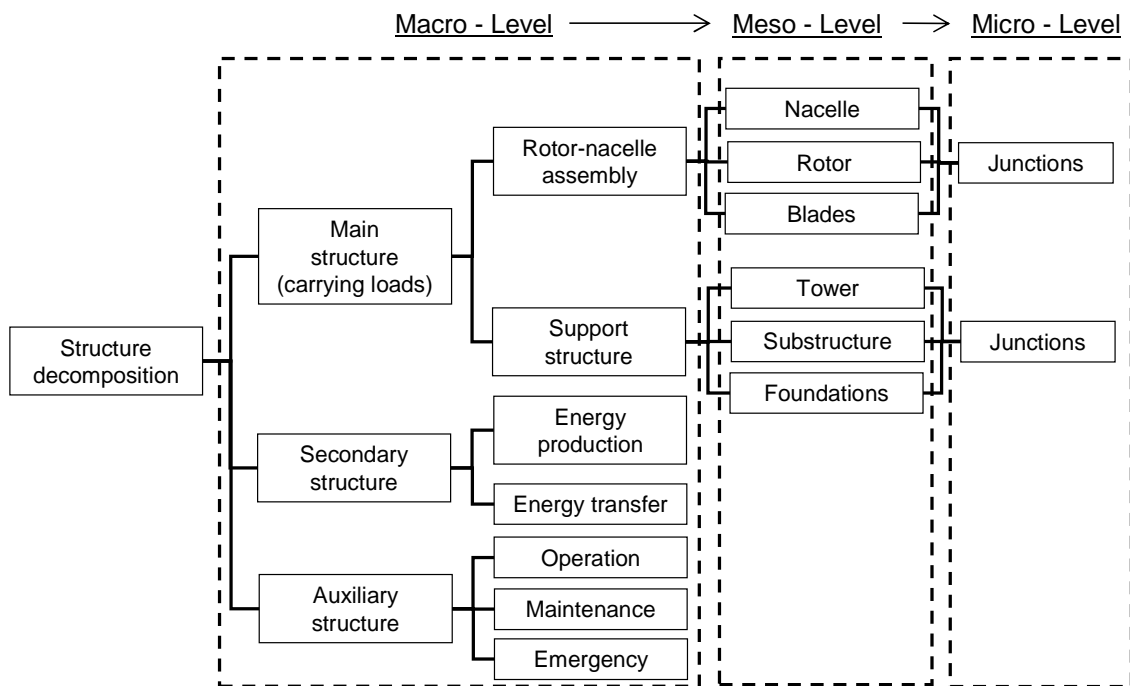 Macro - Level
Meso - Level
Micro - Level
Nacelle
Rotor-nacelle
assembly
Rotor
Junctions
Blades
Main
structure
(carrying loads)
Tower
Support
structure
Substructure
Junctions
Structure
decomposition
Foundations
Energy
production
Secondary
structure
Energy transfer
Operation
Auxiliary
structure
Maintenance
Emergency